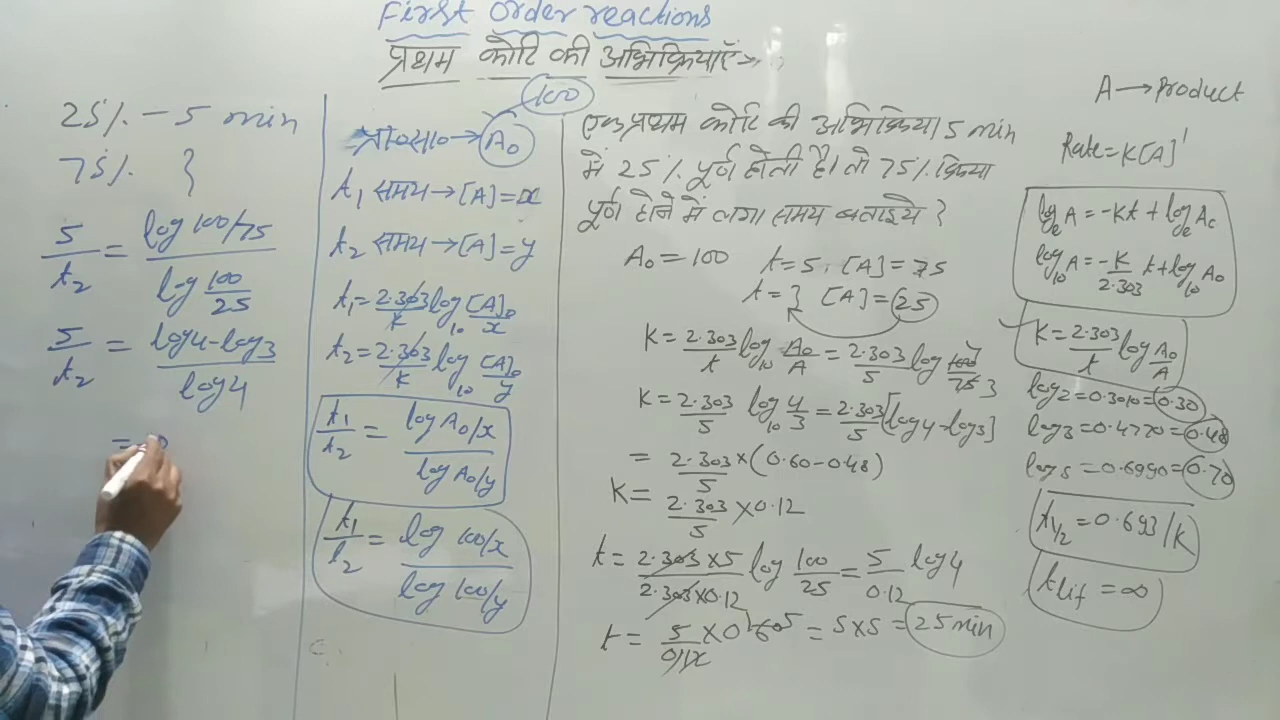 First Order reactions
प्रथम कोटि की अभिक्रियाएँ
25% - 5 min
75% ?
5/t2 = log 100/75 / log 100/25
5/t2 = log4 - log3 / log4
=
100
A0
t1 समय → [A] = x
t2 समय → [A] = y
t1 = 2.303/K log10 [A]0/x
t2 = 2.303/K log10 [A]0/y
t1/t2 = log A0/x / log A0/y
t1/t2 = log 100/x / log 100/y
एक प्रथम कोटि की अभिक्रिया 5 min
में 25% पूर्ण होती है। तो 75% क्रिया
पूर्ण होने में लगा समय बताइये ?
A0 = 100 t = 5, [A] = 75
t = ? [A] = 25
K = 2.303/t log10 A0/A = 2.303/5 log 100/75
K = 2.303/5 log10 4/3 = 2.303/5 [log4 - log3]
= 2.303/5 × (0.60 - 0.48)
K = 2.303/5 × 0.12
t = 2.303 × 5/2.303 × 0.12 log 100/25 = 5/0.12 log4
t = 5/0.12 × 0.60 = 5 × 5 = 25 min
A → Product
Rate = K[A]1
loge A = -Kt + loge A0
log10 A = -K/2.303 t + log10 A0
K = 2.303/t log A0/A
log2 = 0.3010 = 0.30
log3 = 0.4770 = 0.48
log5 = 0.6990 = 0.70
t1/2 = 0.693/K
tlif = ∞